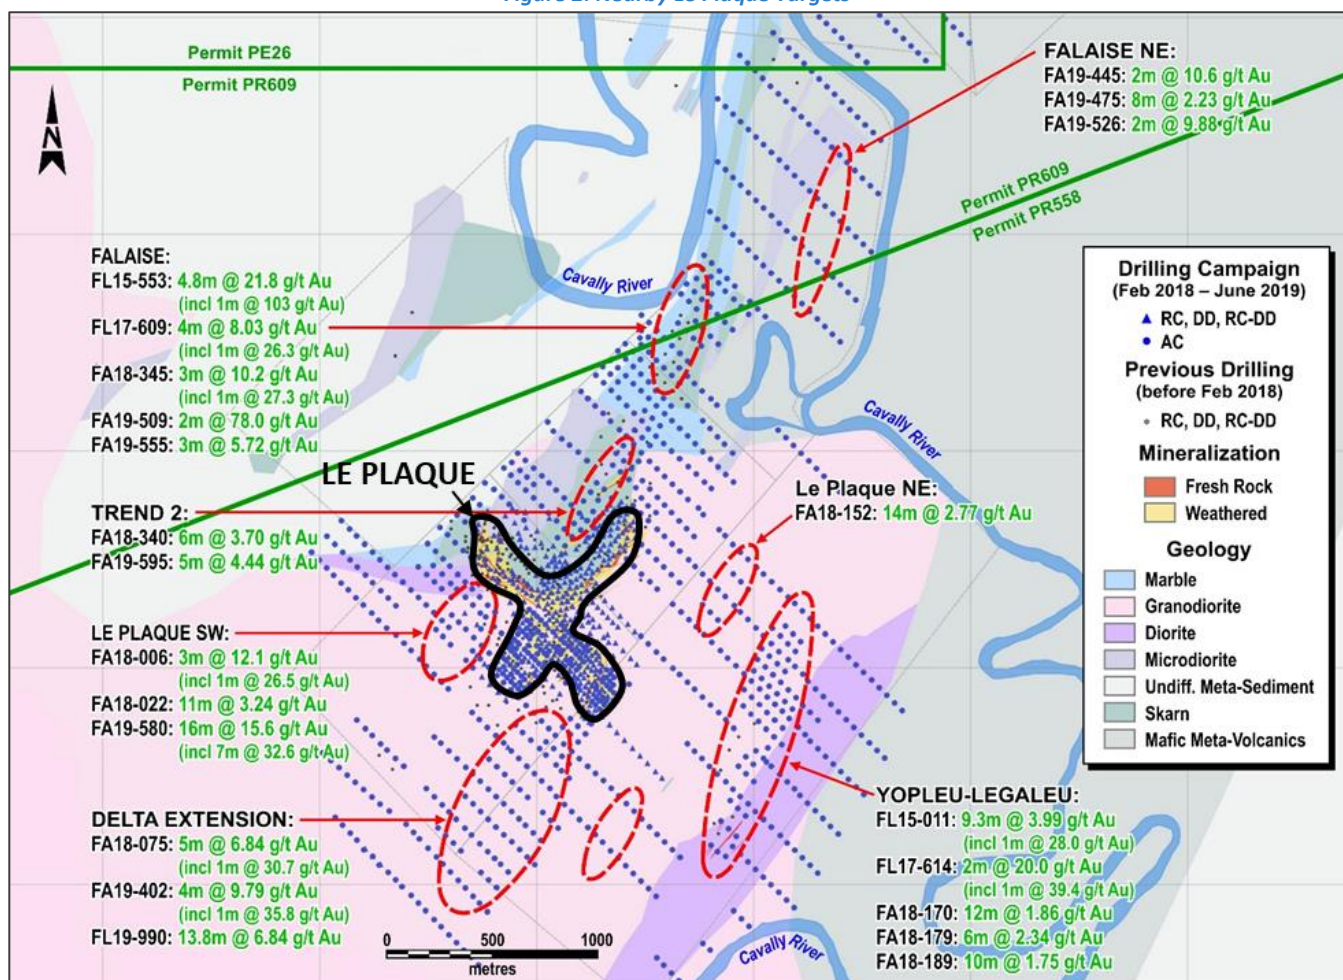 Figure 2: Nearby Le Plaque Targets
Permit PE26
Permit PR609
N
FALAISE NE:
FA19-445: 2m @ 10.6 g/t Au
FA19-475: 8m @ 2.23 g/t Au
FA19-526: 2m @ 9.88 g/t Au
Permit PR609
Permit PR558
Cavally River
FALAISE:
FL15-553: 4.8m @ 21.8 g/t Au
(incl 1m @ 103 g/t Au)
FL17-609: 4m @ 8.03 g/t Au
(incl 1m @ 26.3 g/t Au)
FA18-345: 3m @ 10.2 g/t Au
(incl 1m @ 27.3 g/t Au)
FA19-509: 2m @ 78.0 g/t Au
FA19-555: 3m @ 5.72 g/t Au
Drilling Campaign
(Feb 2018 – June 2019)
RC, DD, RC-DD
AC
Previous Drilling
(before Feb 2018)
RC, DD, RC-DD
Mineralization
Fresh Rock
Weathered
Geology
Marble
Granodiorite
Diorite
Microdiorite
Undiff. Meta-Sediment
Skarn
Mafic Meta-Volcanics
Cavally River
LE PLAQUE
Le Plaque NE:
FA18-152: 14m @ 2.77 g/t Au
TREND 2:
FA18-340: 6m @ 3.70 g/t Au
FA19-595: 5m @ 4.44 g/t Au
LE PLAQUE SW:
FA18-006: 3m @ 12.1 g/t Au
(incl 1m @ 26.5 g/t Au)
FA18-022: 11m @ 3.24 g/t Au
FA19-580: 16m @ 15.6 g/t Au
(incl 7m @ 32.6 g/t Au)
DELTA EXTENSION:
FA18-075: 5m @ 6.84 g/t Au
(incl 1m @ 30.7 g/t Au)
FA19-402: 4m @ 9.79 g/t Au
(incl 1m @ 35.8 g/t Au)
FL19-990: 13.8m @ 6.84 g/t Au
YOPLEU-LEGALEU:
FL15-011: 9.3m @ 3.99 g/t Au
(incl 1m @ 28.0 g/t Au)
FL17-614: 2m @ 20.0 g/t Au
(incl 1m @ 39.4 g/t Au)
FA18-170: 12m @ 1.86 g/t Au
FA18-179: 6m @ 2.34 g/t Au
FA18-189: 10m @ 1.75 g/t Au
0 500 1000
metres
Cavally River